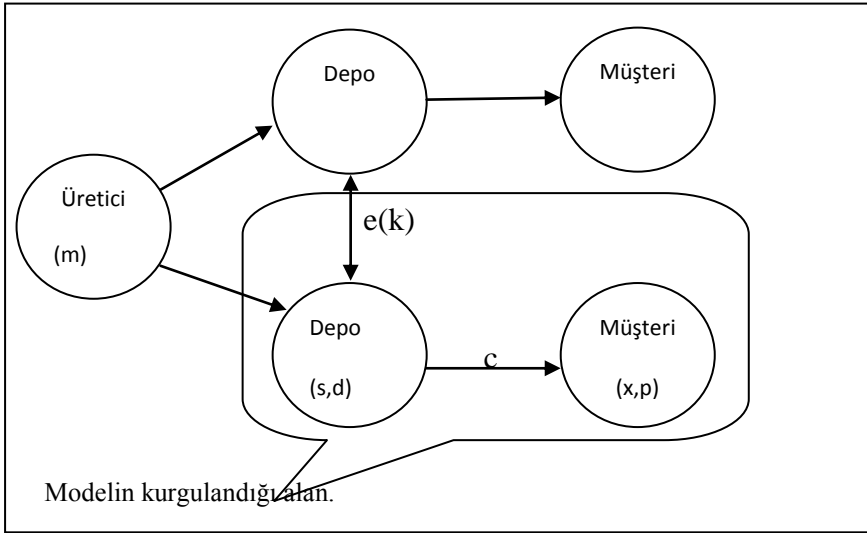 Depo
Müşteri
Üretici
(m)
e(k)
Depo
(s,d)
c
Müşteri
(x,p)
Modelin kurgulandığı alan.